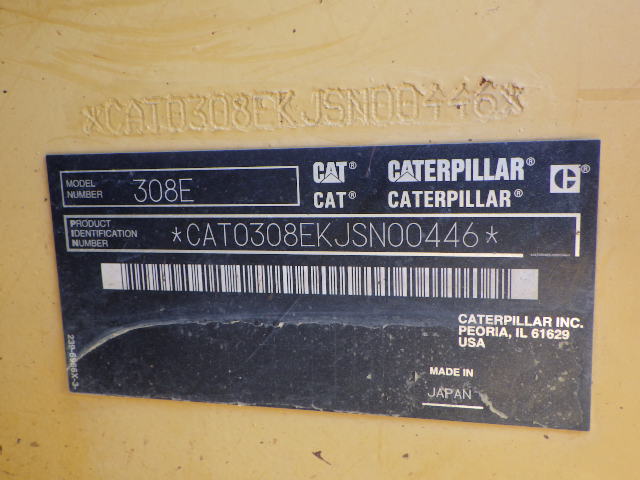 *CAT0308EKJSN00446*
MODEL NUMBER 308E
CAT® CATERPILLAR® C
CAT® CATERPILLAR®
PRODUCT IDENTIFICATION NUMBER *CAT0308EKJSN00446*
CATERPILLAR INC.
PEORIA, IL 61629
USA
MADE IN
JAPAN